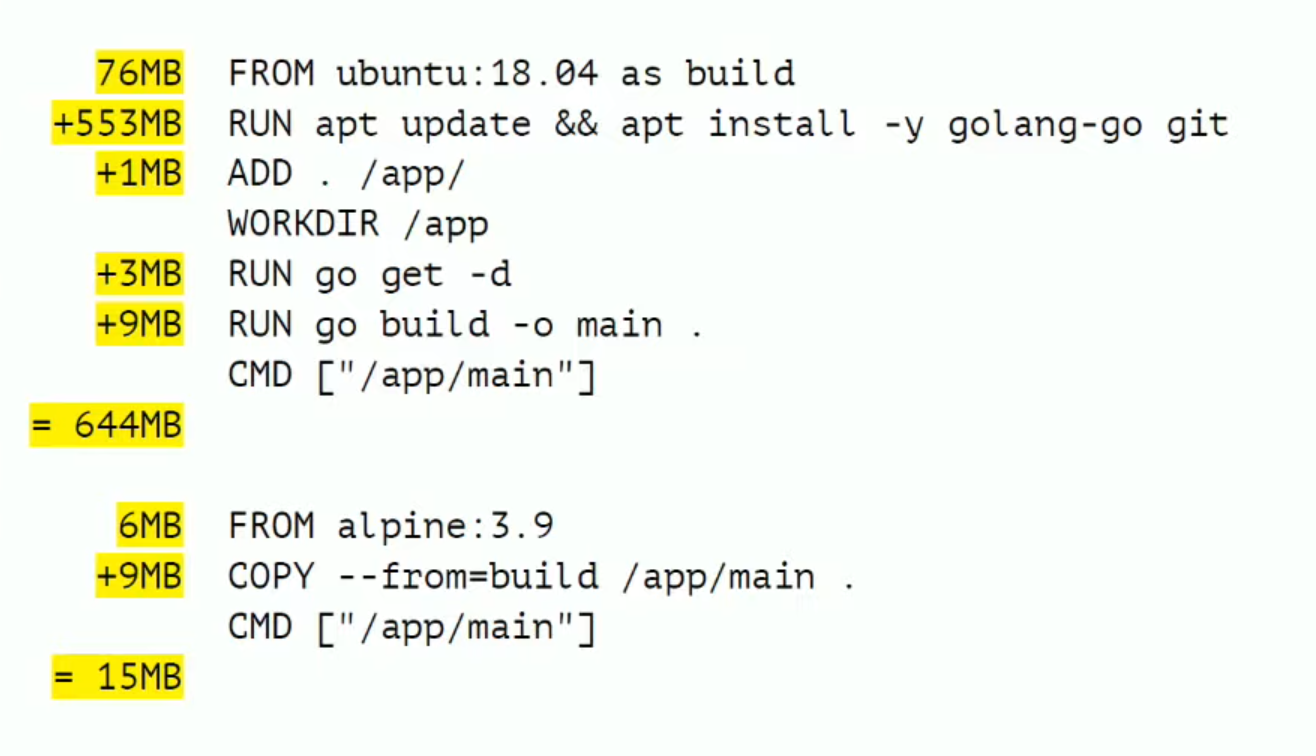 76MB FROM ubuntu:18.04 as build
+553MB RUN apt update && apt install -y golang-go git
+1MB ADD . /app/
WORKDIR /app
+3MB RUN go get -d
+9MB RUN go build -o main .
CMD ["/app/main"]
= 644MB
6MB FROM alpine:3.9
+9MB COPY --from=build /app/main .
CMD ["/app/main"]
= 15MB